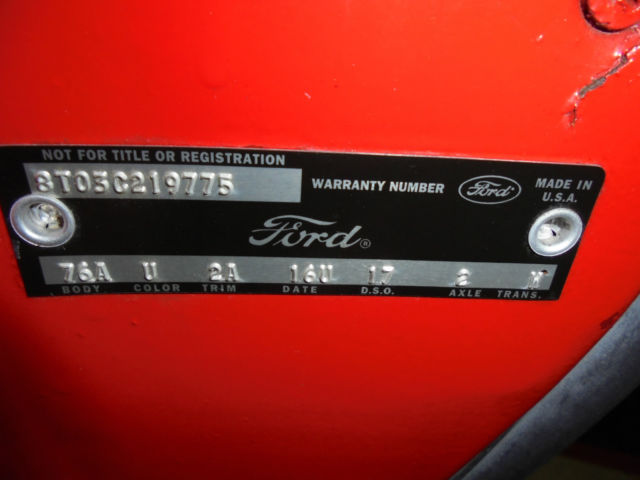 NOT FOR TITLE OR REGISTRATION
8T03C219775 WARRANTY NUMBER Ford MADE IN U.S.A.
Ford®
76A U 2A 16U 17 2 W
BODY COLOR TRIM DATE D.S.O. AXLE TRANS.